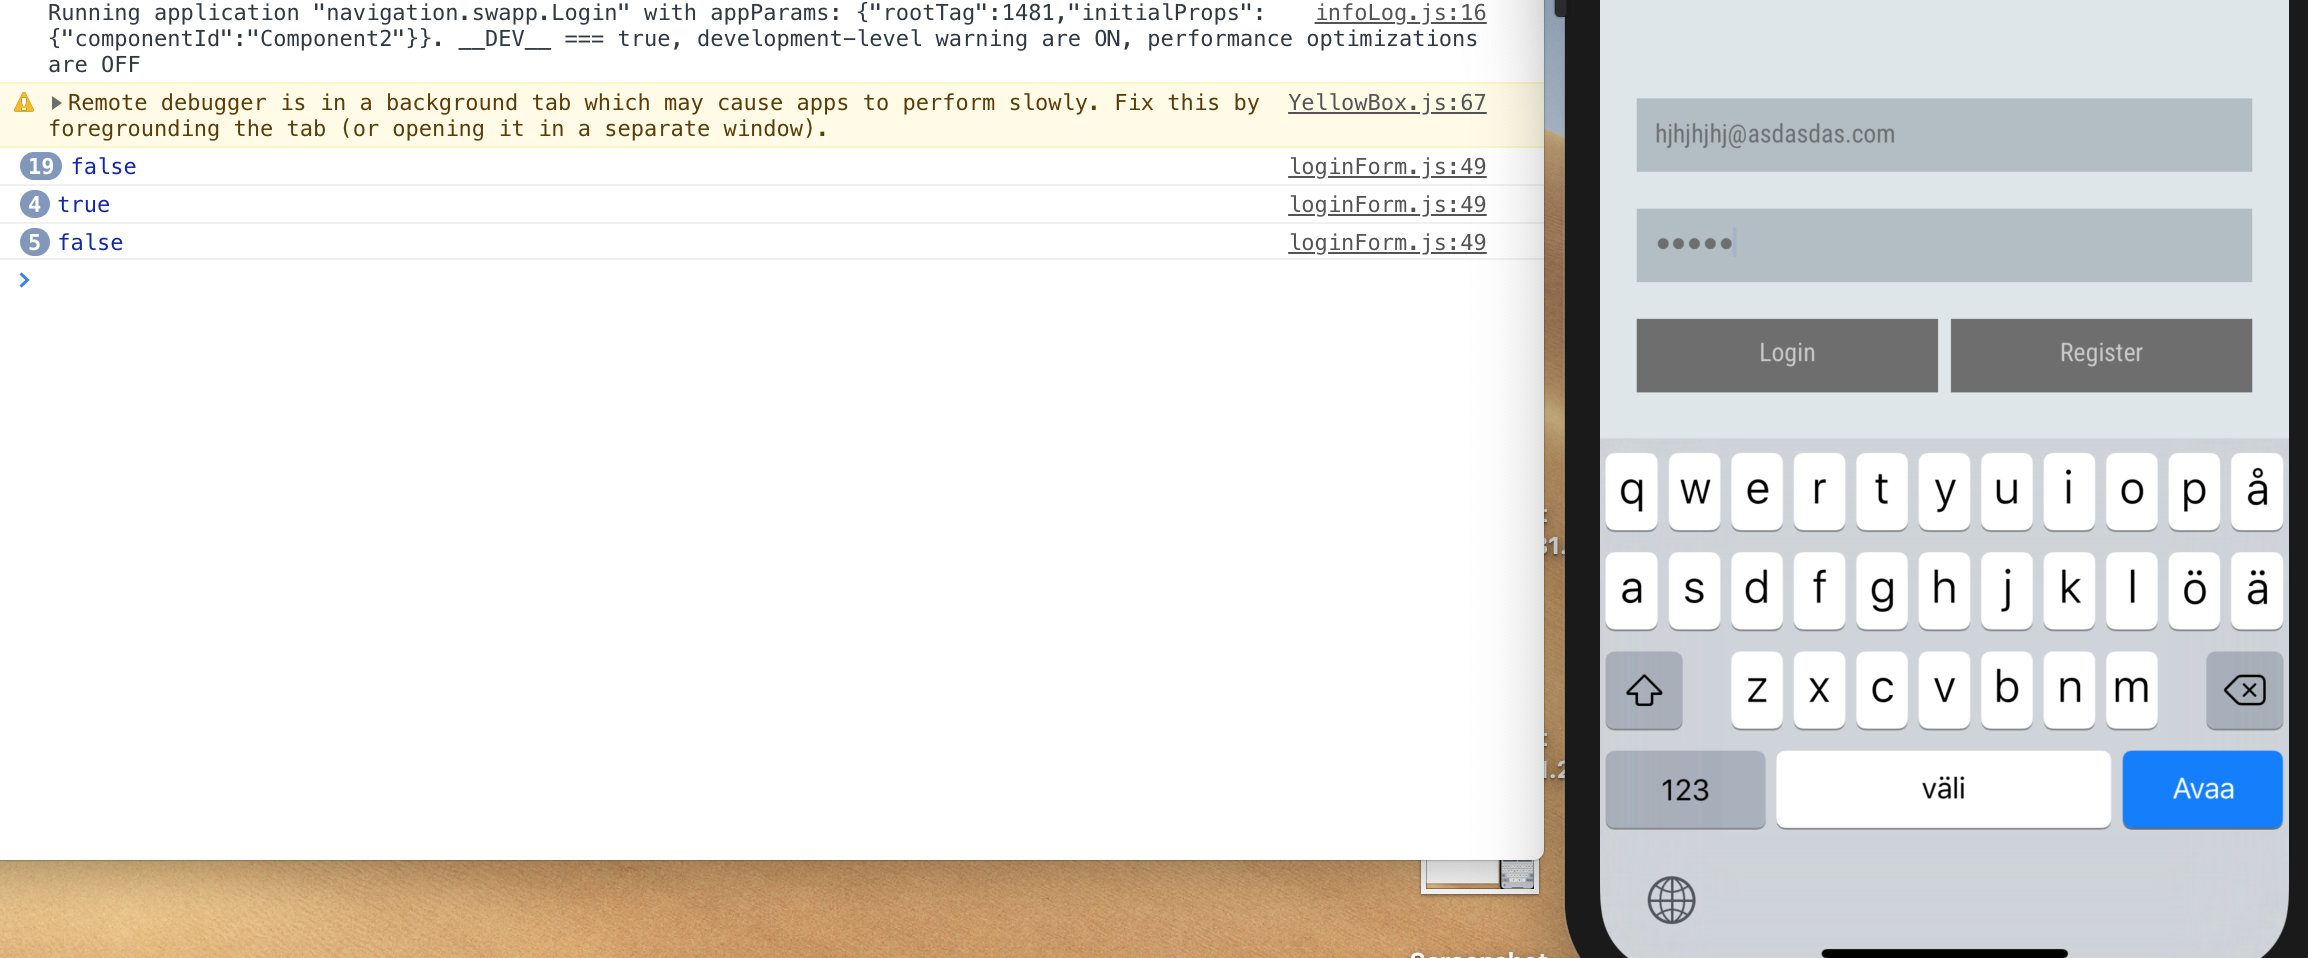 Running application "navigation.swapp.Login" with appParams: {"rootTag":1481,"initialProps": infoLog.js:16
{"componentId":"Component2"}}. __DEV__ === true, development-level warning are ON, performance optimizations
are OFF
Remote debugger is in a background tab which may cause apps to perform slowly. Fix this by YellowBox.js:67
foregrounding the tab (or opening it in a separate window).
19 false loginForm.js:49
4 true loginForm.js:49
5 false loginForm.js:49
hjhjhjhj@asdasdas.com
•••••
Login Register
q w e r t y u i o p å
a s d f g h j k l ö ä
z x c v b n m
123 väli Avaa